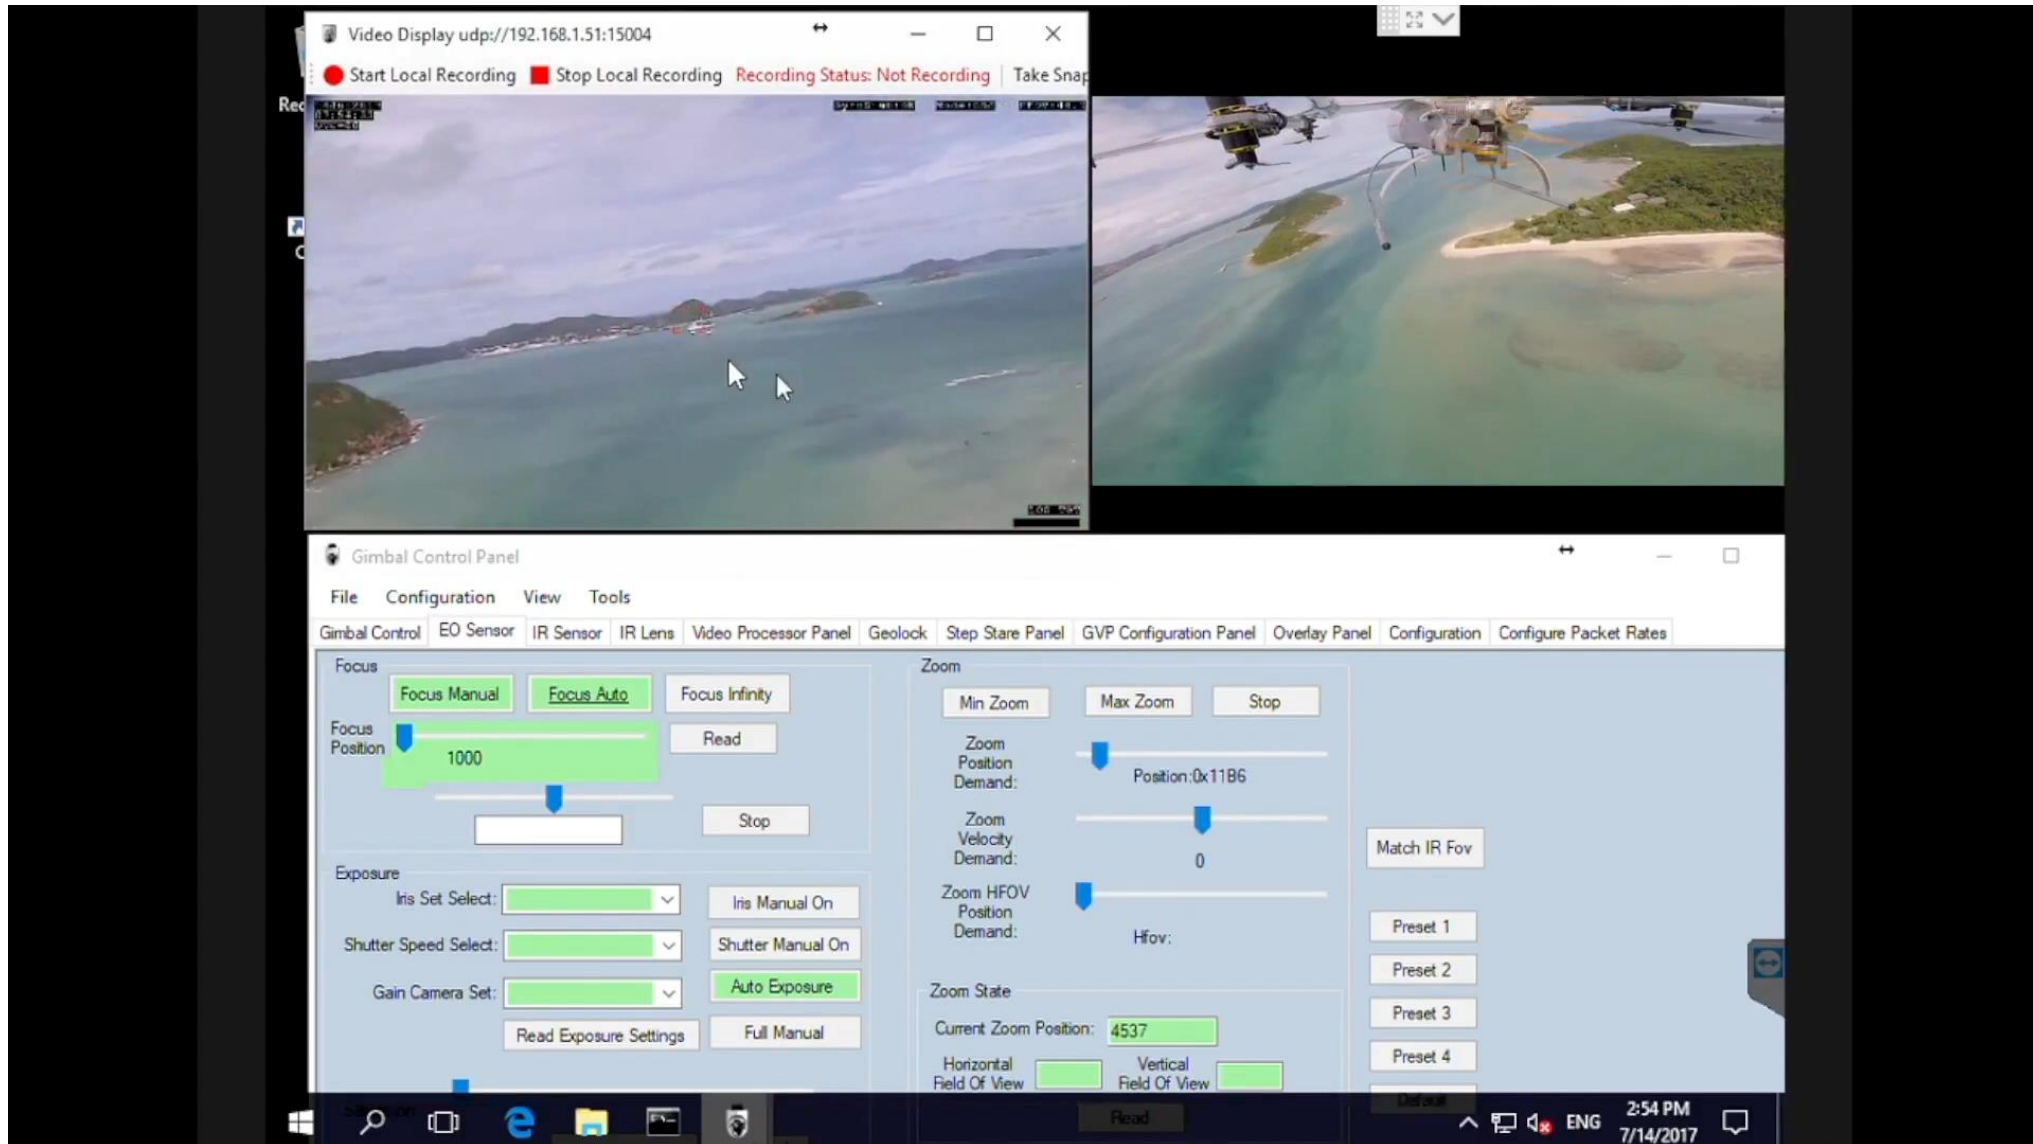 Video Display udp://192.168.1.51:15004
Start Local Recording Stop Local Recording Recording Status: Not Recording Take Snap
Rec
Gimbal Control Panel
File Configuration View Tools
Gimbal Control EO Sensor IR Sensor IR Lens Video Processor Panel Geolock Step Stare Panel GVP Configuration Panel Overlay Panel Configuration Configure Packet Rates
Focus
Focus Manual Focus Auto Focus Infinity
Focus
Position
1000
Read
Stop
Exposure
Iris Set Select: Iris Manual On
Shutter Speed Select: Shutter Manual On
Gain Camera Set: Auto Exposure
Read Exposure Settings Full Manual
Zoom
Min Zoom Max Zoom Stop
Zoom
Position
Demand:
Position:0x11B6
Zoom
Velocity
Demand:
0
Zoom HFOV
Position
Demand:
Hfov:
Zoom State
Current Zoom Position: 4537
Horizontal
Field Of View
Vertical
Field Of View
Read
Match IR Fov
Preset 1
Preset 2
Preset 3
Preset 4
Default
ENG
2:54 PM
7/14/2017